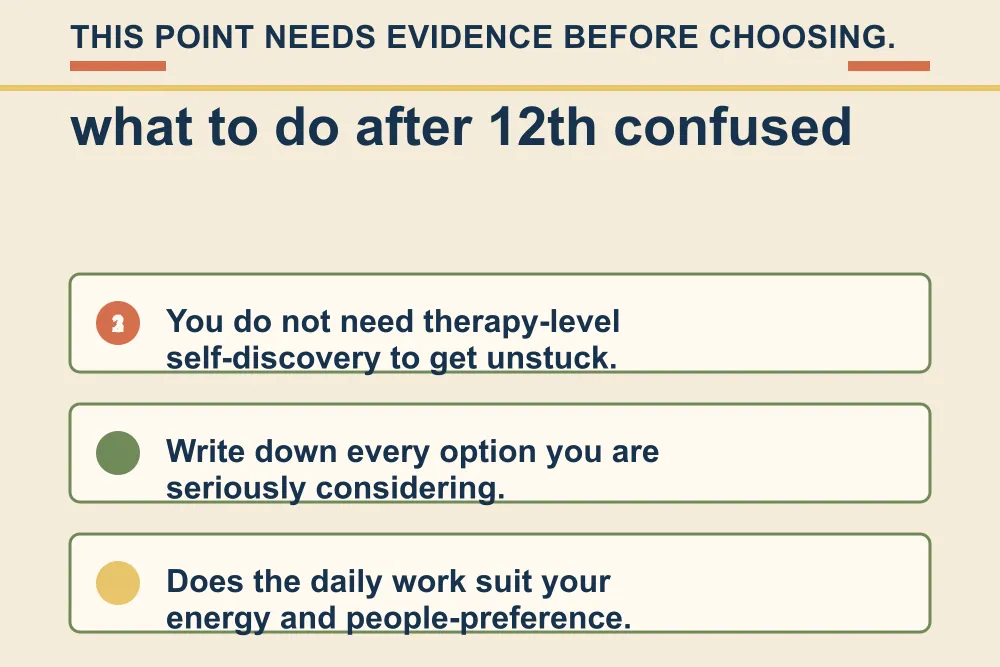 THIS POINT NEEDS EVIDENCE BEFORE CHOOSING.
what to do after 12th confused
You do not need therapy-level
self-discovery to get unstuck.
Write down every option you are
seriously considering.
Does the daily work suit your
energy and people-preference.